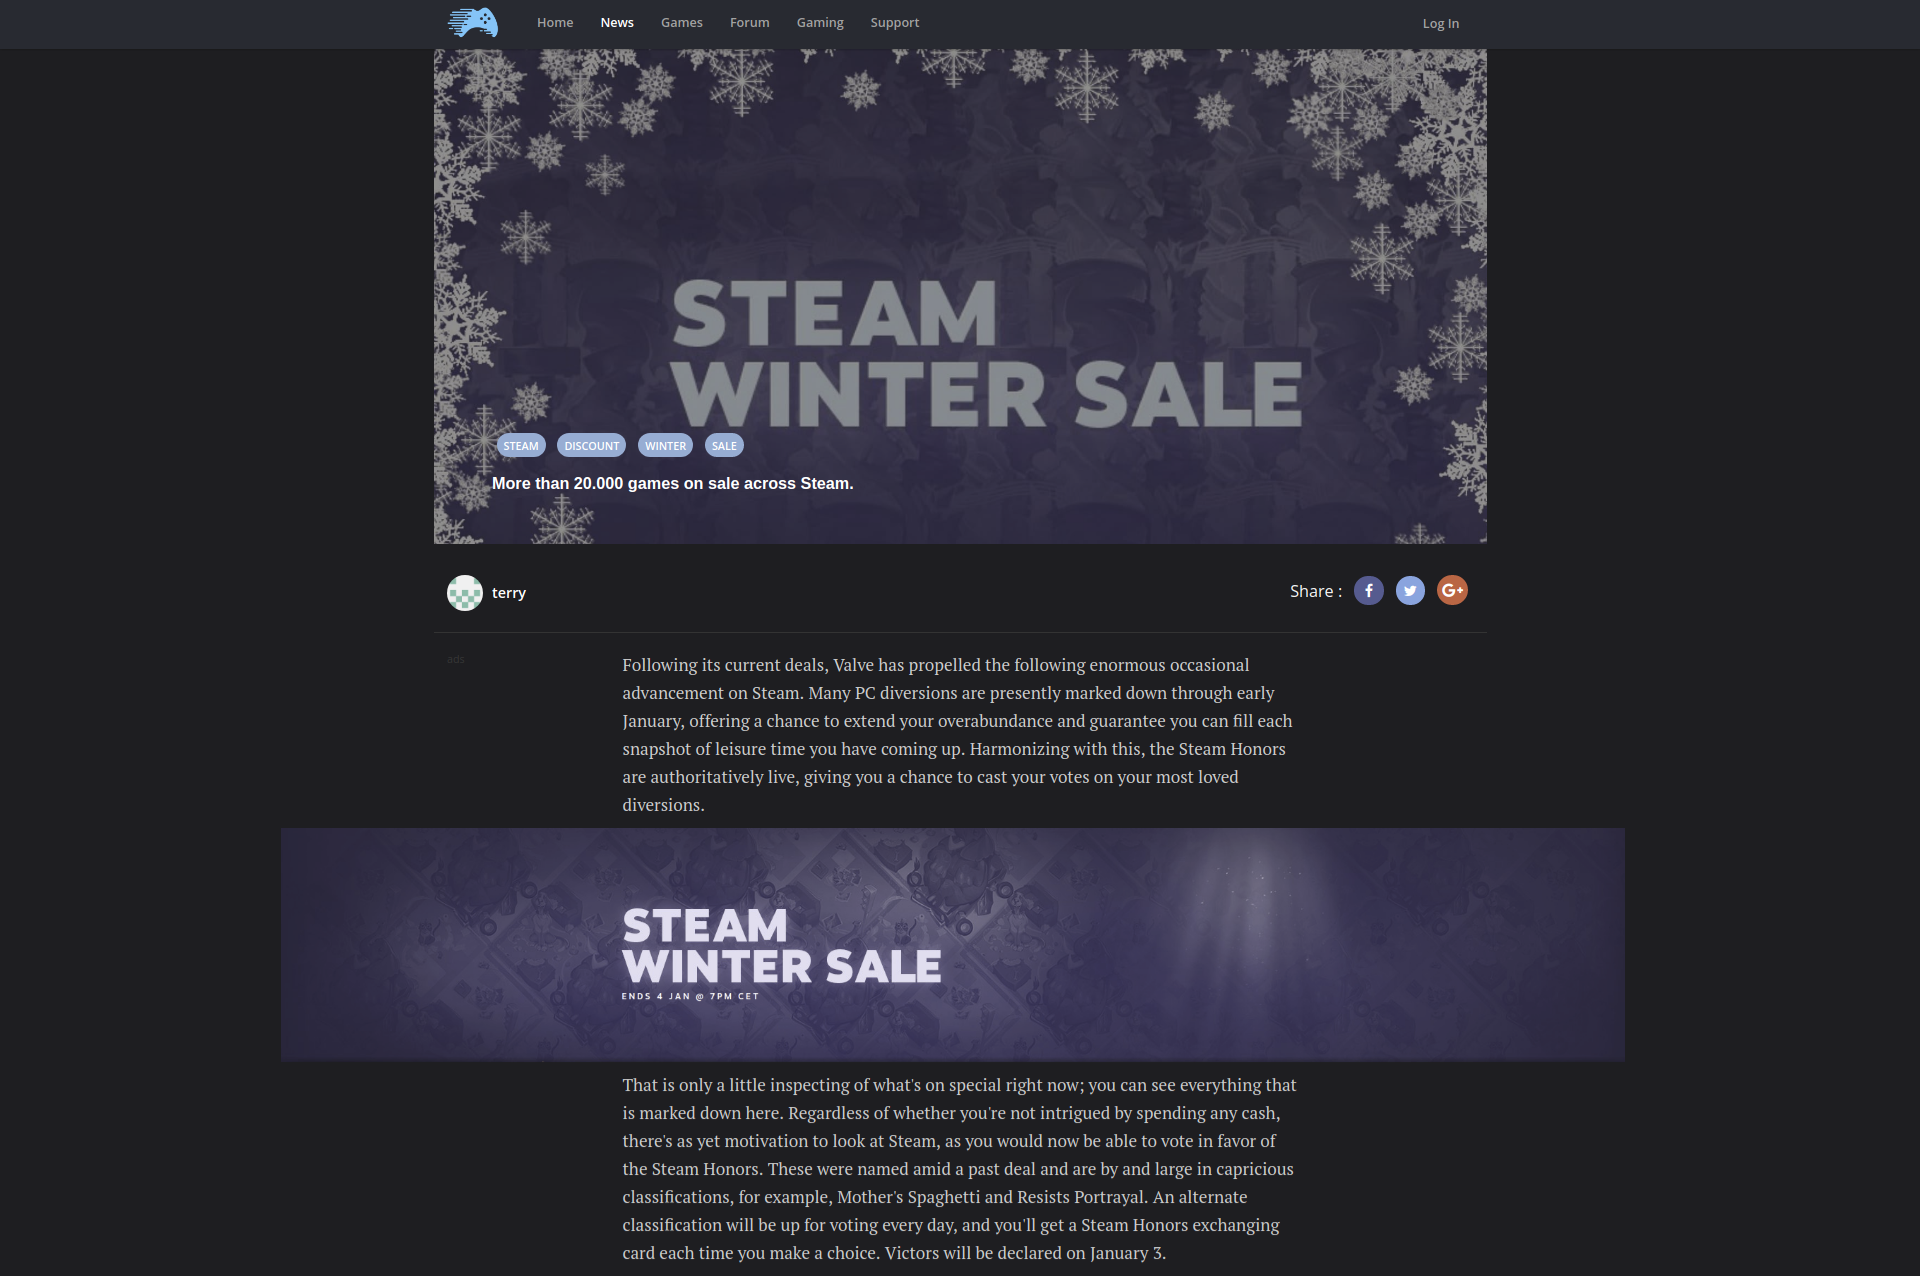 Home News Games Forum Gaming Support Log In
STEAM
WINTER SALE
STEAM DISCOUNT WINTER SALE
More than 20.000 games on sale across Steam.
terry
Share :
ads
Following its current deals, Valve has propelled the following enormous occasional
advancement on Steam. Many PC diversions are presently marked down through early
January, offering a chance to extend your overabundance and guarantee you can fill each
snapshot of leisure time you have coming up. Harmonizing with this, the Steam Honors
are authoritatively live, giving you a chance to cast your votes on your most loved
diversions.
STEAM
WINTER SALE
ENDS 4 JAN @ 7PM CET
That is only a little inspecting of what's on special right now; you can see everything that
is marked down here. Regardless of whether you're not intrigued by spending any cash,
there's as yet motivation to look at Steam, as you would now be able to vote in favor of
the Steam Honors. These were named amid a past deal and are by and large in capricious
classifications, for example, Mother's Spaghetti and Resists Portrayal. An alternate
classification will be up for voting every day, and you'll get a Steam Honors exchanging
card each time you make a choice. Victors will be declared on January 3.